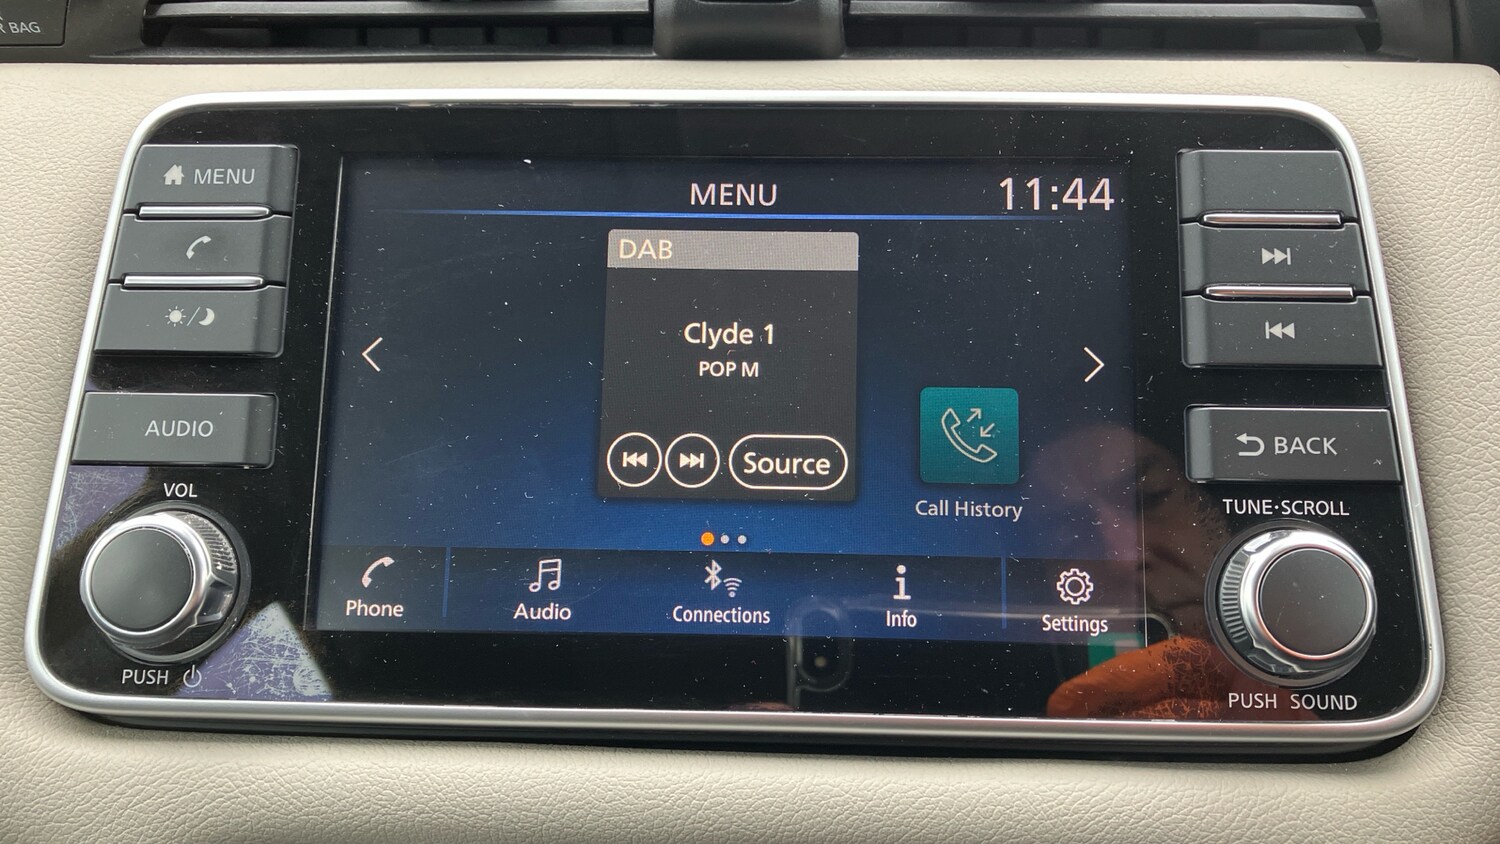 R BAG
MENU
MENU
11:44
DAB
Clyde 1
POP M
Source
Call History
AUDIO
VOL
PUSH
Phone
Audio
Connections
Info
Settings
BACK
TUNE·SCROLL
PUSH SOUND